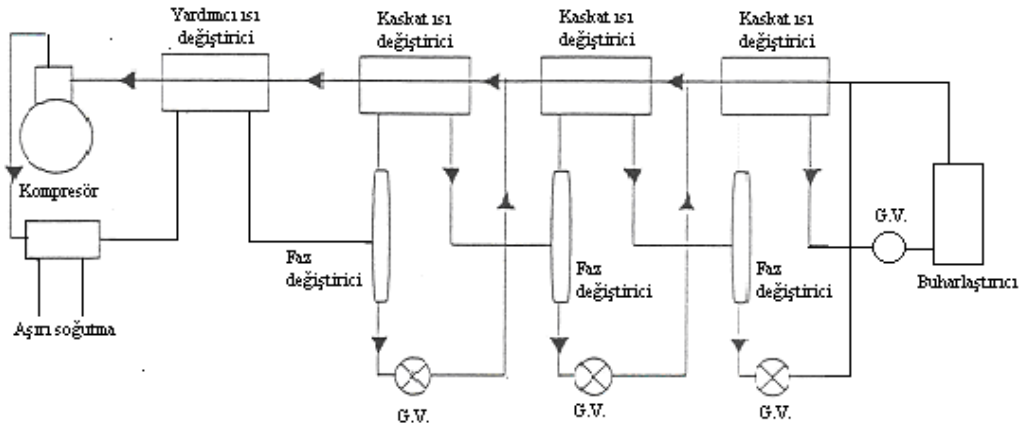 Yardımcı ısı
değiştirici
Kaskat ısı
değiştirici
Kaskat ısı
değiştirici
Kaskat ısı
değiştirici
Kompresör
G.V.
Faz
değiştirici
Faz
değiştirici
Faz
değiştirici
Buharlaştırıcı
Aşırı soğutma
G.V.
G.V.
G.V.